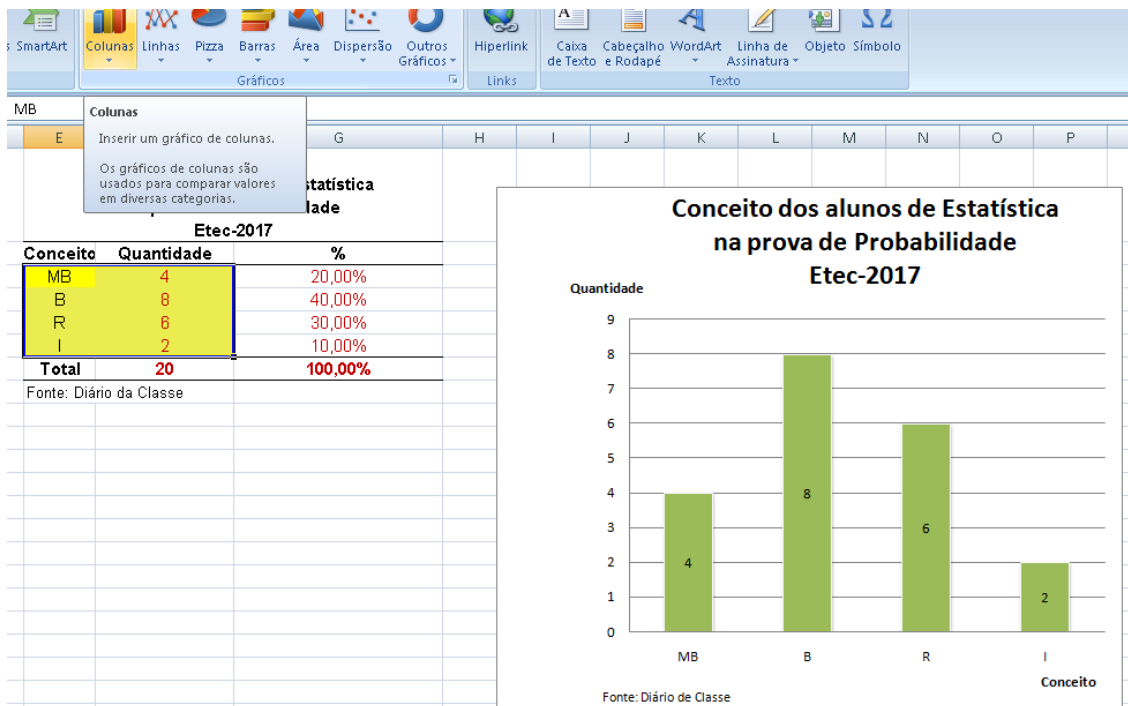 s SmartArt Colunas Linhas Pizza Barras Área Dispersão Outros Gráficos Hiperlink Caixa de Texto Cabeçalho e Rodapé WordArt Linha de Assinatura Objeto Símbolo
Gráficos Links Texto
MB
Colunas
Inserir um gráfico de colunas.
Os gráficos de colunas são
usados para comparar valores
em diversas categorias.
E G H I J K L M N O P
statística
lade
Etec-2017
Conceito Quantidade %
MB 4 20,00%
B 8 40,00%
R 6 30,00%
I 2 10,00%
Total 20 100,00%
Fonte: Diário da Classe
Conceito dos alunos de Estatística
na prova de Probabilidade
Etec-2017
Quantidade
9
8
7
6
5
4
3
2
1
0
4
8
6
2
MB B R I
Conceito
Fonte: Diário de Classe